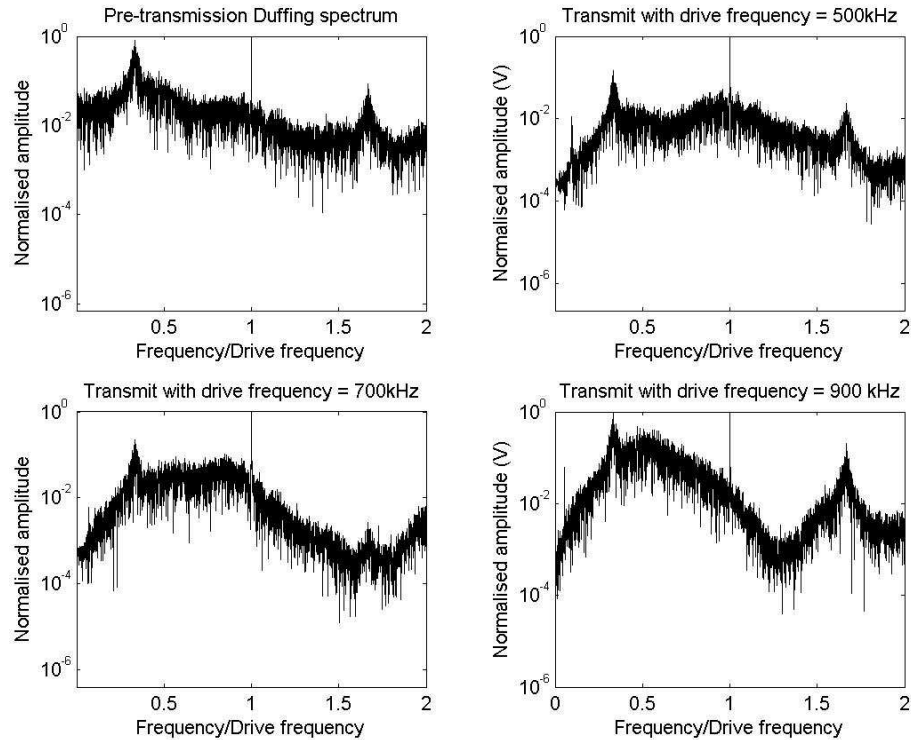 Pre-transmission Duffing spectrum
Normalised amplitude
10^0
10^-2
10^-4
10^-6
0.5 1 1.5 2
Frequency/Drive frequency
Transmit with drive frequency = 500kHz
Normalised amplitude (V)
10^0
10^-2
10^-4
10^-6
0.5 1 1.5 2
Frequency/Drive frequency
Transmit with drive frequency = 700kHz
Normalised amplitude
10^0
10^-2
10^-4
10^-6
0.5 1 1.5 2
Frequency/Drive frequency
Transmit with drive frequency = 900 kHz
Normalised amplitude (V)
10^0
10^-2
10^-4
10^-6
0 0.5 1 1.5 2
Frequency/Drive frequency